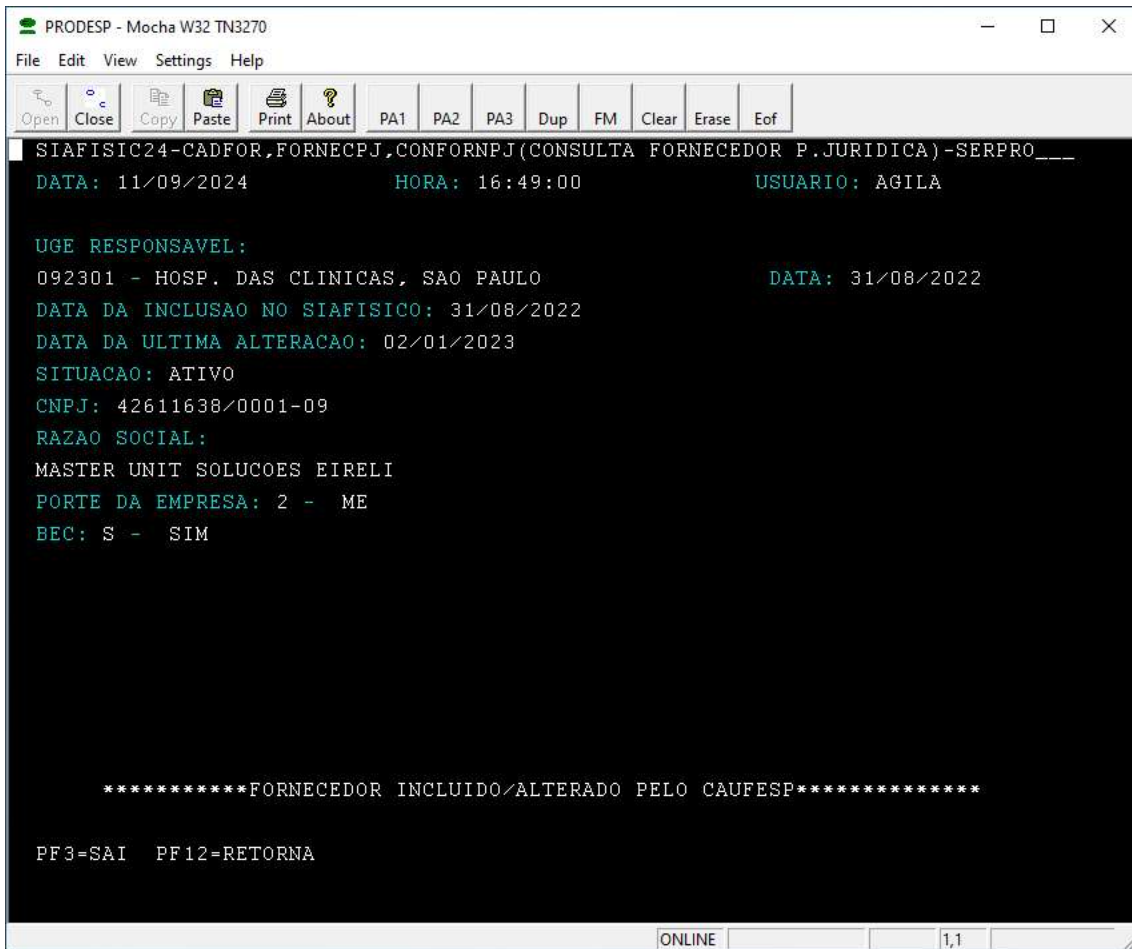 PRODESP - Mocha W32 TN3270
File Edit View Settings Help
Open Close Copy Paste Print About PA1 PA2 PA3 Dup FM Clear Erase Eof
SIAFISIC24-CADFOR,FORNECPJ,CONFORNPJ(CONSULTA FORNECEDOR P.JURIDICA)-SERPRO___
DATA: 11/09/2024 HORA: 16:49:00 USUARIO: AGILA
UGE RESPONSAVEL:
092301 - HOSP. DAS CLINICAS, SAO PAULO DATA: 31/08/2022
DATA DA INCLUSAO NO SIAFISICO: 31/08/2022
DATA DA ULTIMA ALTERACAO: 02/01/2023
SITUACAO: ATIVO
CNPJ: 42611638/0001-09
RAZAO SOCIAL:
MASTER UNIT SOLUCOES EIRELI
PORTE DA EMPRESA: 2 - ME
BEC: S - SIM
***********FORNECEDOR INCLUIDO/ALTERADO PELO CAUFESP**************
PF3=SAI PF12=RETORNA
ONLINE 1,1